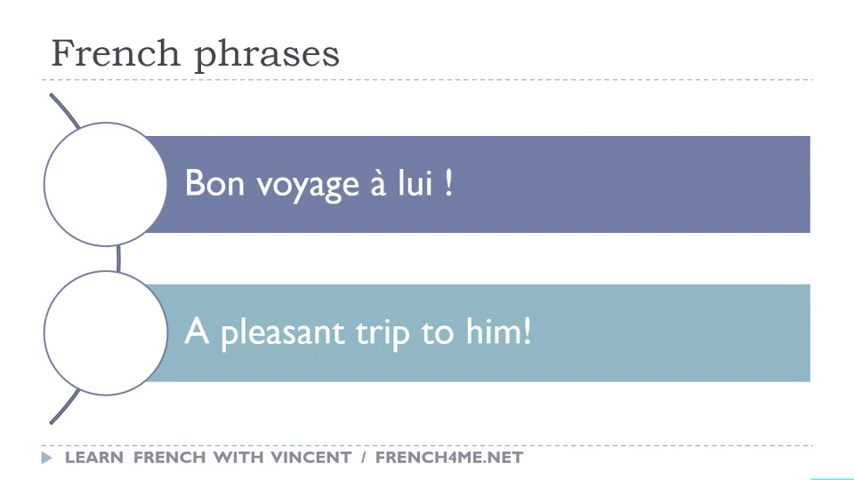 French phrases
Bon voyage à lui !
A pleasant trip to him!
LEARN FRENCH WITH VINCENT / FRENCH4ME.NET